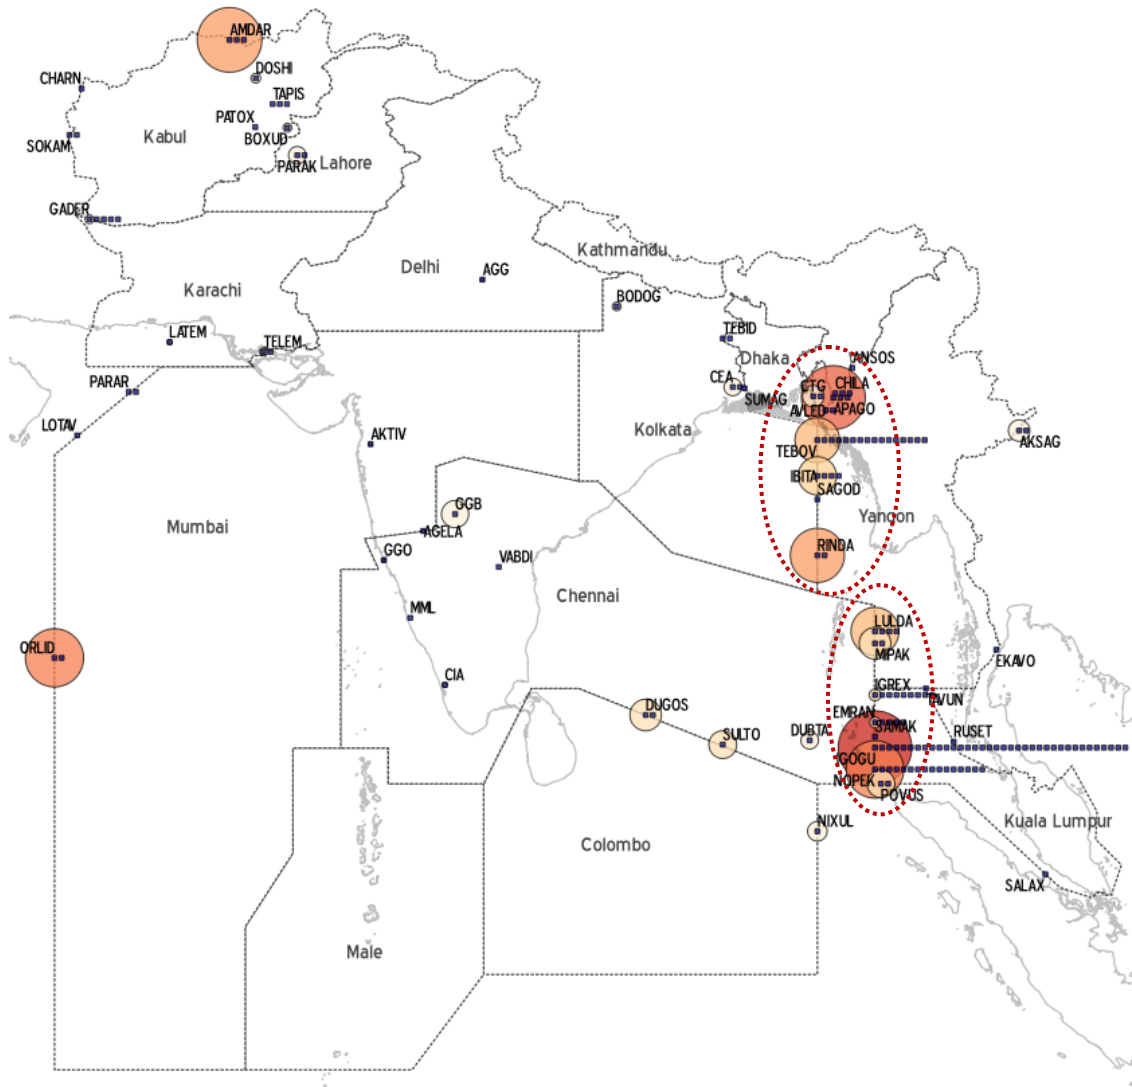 AMDAR
DOSHI
CHARN
TAPIS
PATOX
Kabul
BOXUD
SOKAM
PARAK
Lahore
GADER
Kathmandu
Delhi
AGG
Karachi
BODOG
LATEM
TELEM
TEBID
Dhaka
ANSOS
CEA
CTG
CHILA
PARAR
SUMAG
AVLED
APAGO
LOTAV
AKTIV
Kolkata
AKSAG
TEBOV
IBITA
SAGOD
GGB
Yangon
Mumbai
AGELA
GGO
VABDI
RINDA
Chennai
MML
LULDA
ORLID
MIPAK
EKAVO
CIA
IGREX
TAVUN
DUGOS
EMRAN
DUBTA
SAMAK
RUSET
SULTO
GOGU
NOPEK
POVUS
NIXUL
Kuala Lumpur
Colombo
SALAX
Male